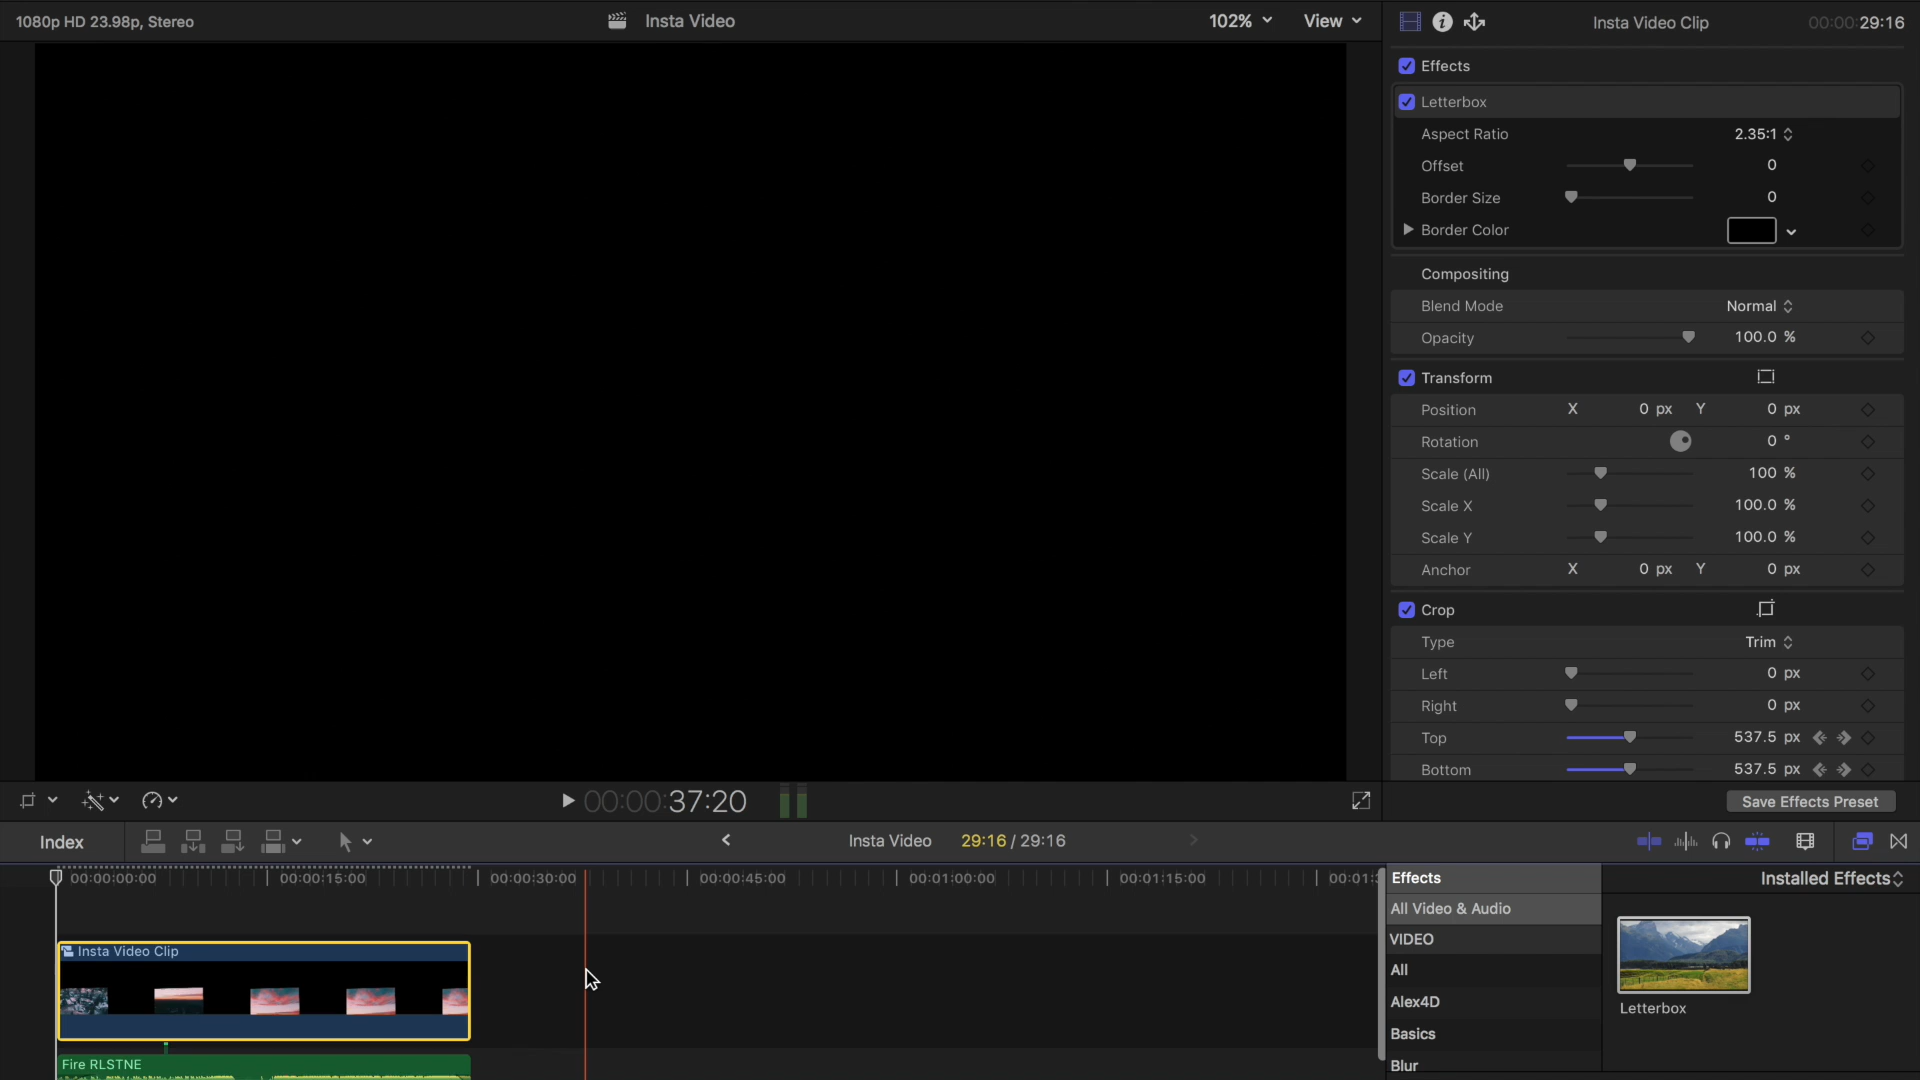 1080p HD 23.98p, Stereo
Insta Video
102%
View
Insta Video Clip
00:00:29:16
Effects
Letterbox
Aspect Ratio
2.35:1
Offset
0
Border Size
0
Border Color
Compositing
Blend Mode
Normal
Opacity
100.0 %
Transform
Position
X 0 px Y 0 px
Rotation
0 °
Scale (All)
100 %
Scale X
100.0 %
Scale Y
100.0 %
Anchor
X 0 px Y 0 px
Crop
Type
Trim
Left
0 px
Right
0 px
Top
537.5 px
Bottom
537.5 px
00:00:37:20
Save Effects Preset
Index
Insta Video
29:16 / 29:16
00:00:00:00
00:00:15:00
00:00:30:00
00:00:45:00
00:01:00:00
00:01:15:00
00:01:
Effects
Installed Effects
All Video & Audio
VIDEO
All
Alex4D
Basics
Blur
Letterbox
Insta Video Clip
Fire RLSTNE